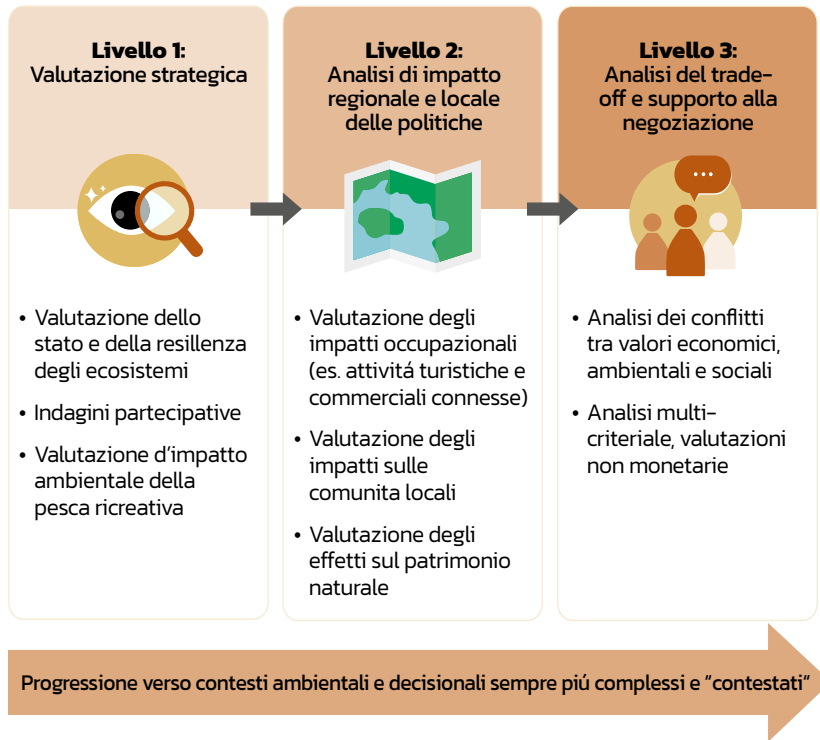 Livello 1:
Valutazione strategica
Livello 2:
Analisi di impatto
regionale e locale
delle politiche
Livello 3:
Analisi del trade-
off e supporto alla
negoziazione
• Valutazione dello
stato e della resillenza
degli ecosistemi
• Indagini partecipative
• Valutazione d'impatto
ambientale della
pesca ricreativa
• Valutazione degli
impatti occupazionali
(es. attivitá turistiche e
commerciali connesse)
• Valutazione degli
impatti sulle
comunita locali
• Valutazione degli
effetti sul patrimonio
naturale
• Analisi dei conflitti
tra valori economici,
ambientali e sociali
• Analisi multi-
criteriale, valutazioni
non monetarie
Progressione verso contesti ambientali e decisionali sempre piú complessi e “contestati”